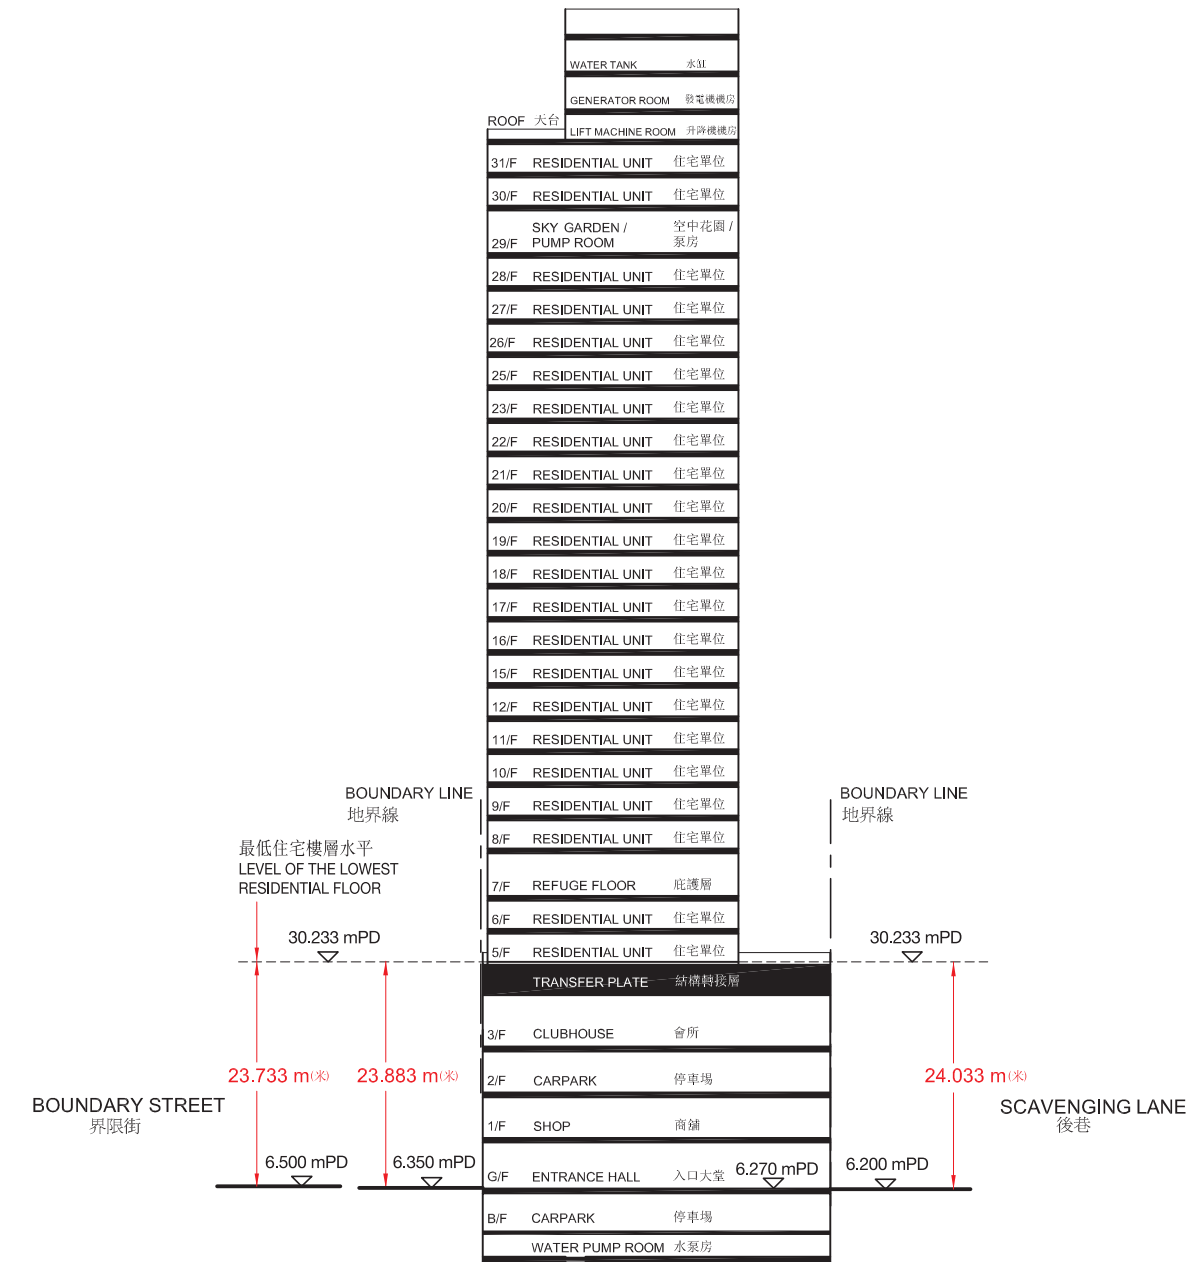 WATER TANK 水缸
GENERATOR ROOM 發電機機房
ROOF 天台
LIFT MACHINE ROOM 升降機機房
31/F RESIDENTIAL UNIT 住宅單位
30/F RESIDENTIAL UNIT 住宅單位
SKY GARDEN / 空中花園 /
29/F PUMP ROOM 泵房
28/F RESIDENTIAL UNIT 住宅單位
27/F RESIDENTIAL UNIT 住宅單位
26/F RESIDENTIAL UNIT 住宅單位
25/F RESIDENTIAL UNIT 住宅單位
23/F RESIDENTIAL UNIT 住宅單位
22/F RESIDENTIAL UNIT 住宅單位
21/F RESIDENTIAL UNIT 住宅單位
20/F RESIDENTIAL UNIT 住宅單位
19/F RESIDENTIAL UNIT 住宅單位
18/F RESIDENTIAL UNIT 住宅單位
17/F RESIDENTIAL UNIT 住宅單位
16/F RESIDENTIAL UNIT 住宅單位
15/F RESIDENTIAL UNIT 住宅單位
12/F RESIDENTIAL UNIT 住宅單位
11/F RESIDENTIAL UNIT 住宅單位
10/F RESIDENTIAL UNIT 住宅單位
9/F RESIDENTIAL UNIT 住宅單位
8/F RESIDENTIAL UNIT 住宅單位
7/F REFUGE FLOOR 庇護層
6/F RESIDENTIAL UNIT 住宅單位
5/F RESIDENTIAL UNIT 住宅單位
TRANSFER PLATE 結構轉接層
3/F CLUBHOUSE 會所
2/F CARPARK 停車場
1/F SHOP 商舖
G/F ENTRANCE HALL 入口大堂
6.270 mPD
B/F CARPARK 停車場
WATER PUMP ROOM 水泵房
BOUNDARY LINE
地界線
BOUNDARY LINE
地界線
最低住宅樓層水平
LEVEL OF THE LOWEST
RESIDENTIAL FLOOR
30.233 mPD
30.233 mPD
23.733 m(米)
23.883 m(米)
24.033 m(米)
BOUNDARY STREET
界限街
SCAVENGING LANE
後巷
6.500 mPD
6.350 mPD
6.200 mPD